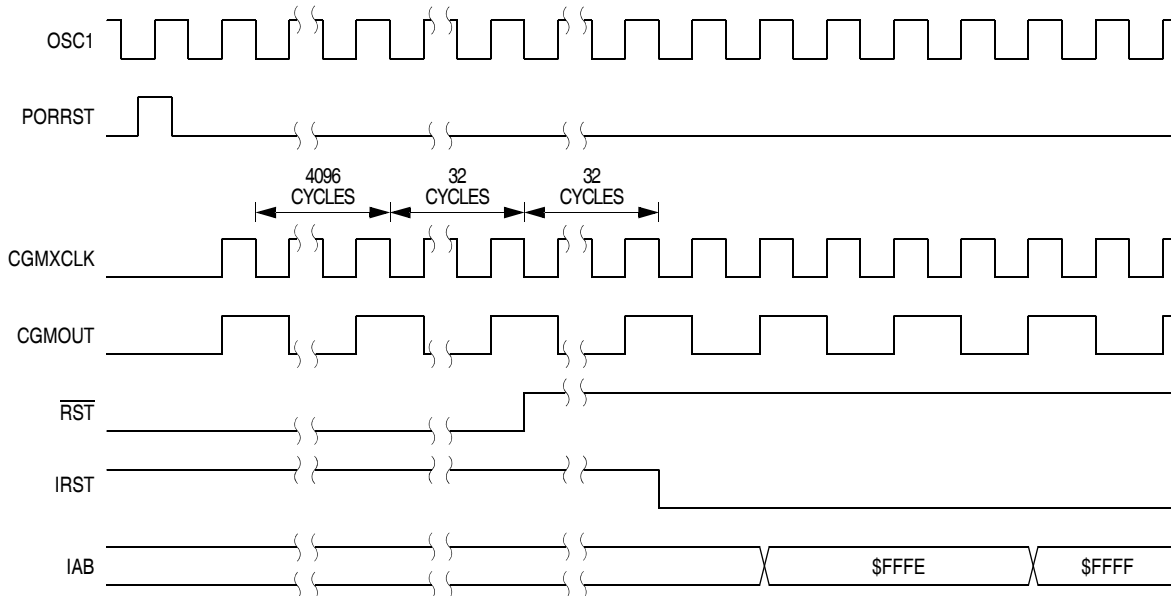 OSC1
PORRST
4096
CYCLES
32
CYCLES
32
CYCLES
CGMXCLK
CGMOUT
RST
IRST
IAB
$FFFE
$FFFF